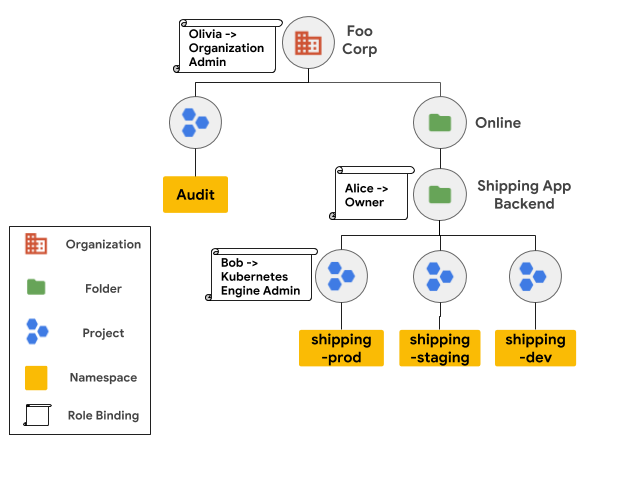 Olivia ->
Organization
Admin
Foo
Corp
Online
Audit
Alice ->
Owner
Shipping App
Backend
Bob ->
Kubernetes
Engine Admin
shipping
-prod
shipping
-staging
shipping
-dev
Organization
Folder
Project
Namespace
Role Binding